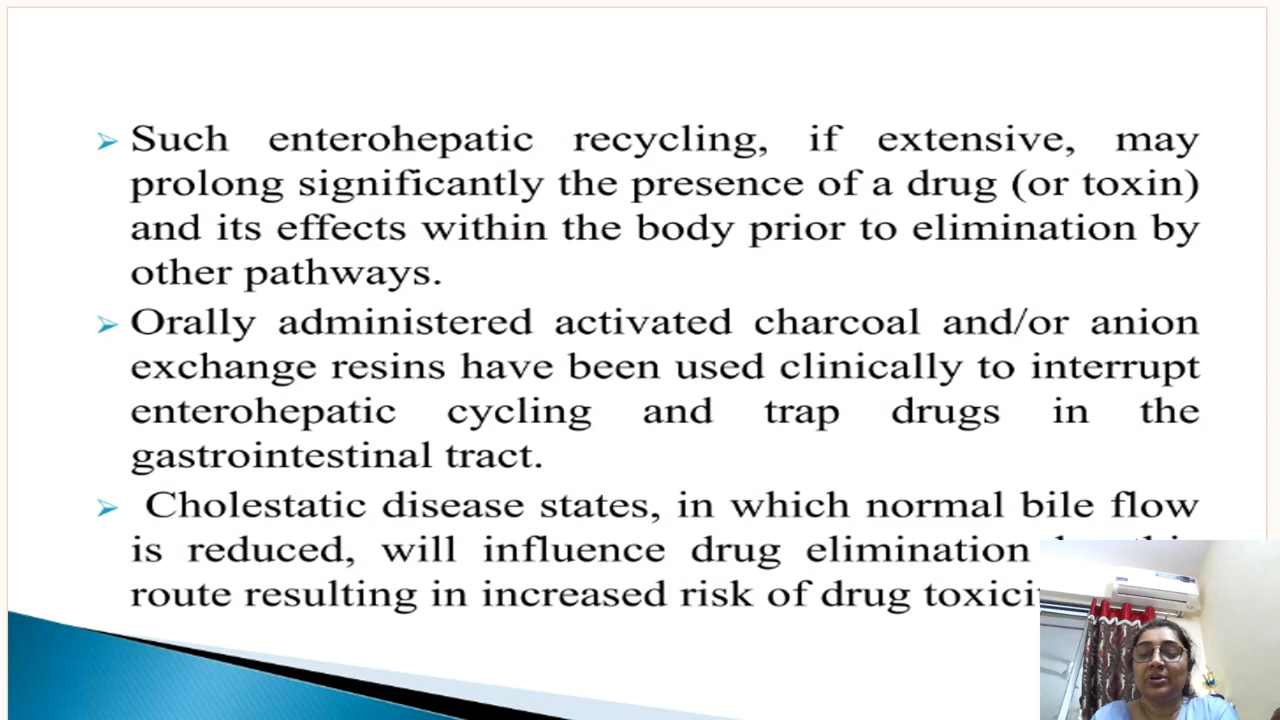 Such enterohepatic recycling, if extensive, may
prolong significantly the presence of a drug (or toxin)
and its effects within the body prior to elimination by
other pathways.
Orally administered activated charcoal and/or anion
exchange resins have been used clinically to interrupt
enterohepatic cycling and trap drugs in the
gastrointestinal tract.
Cholestatic disease states, in which normal bile flow
is reduced, will influence drug elimination
route resulting in increased risk of drug